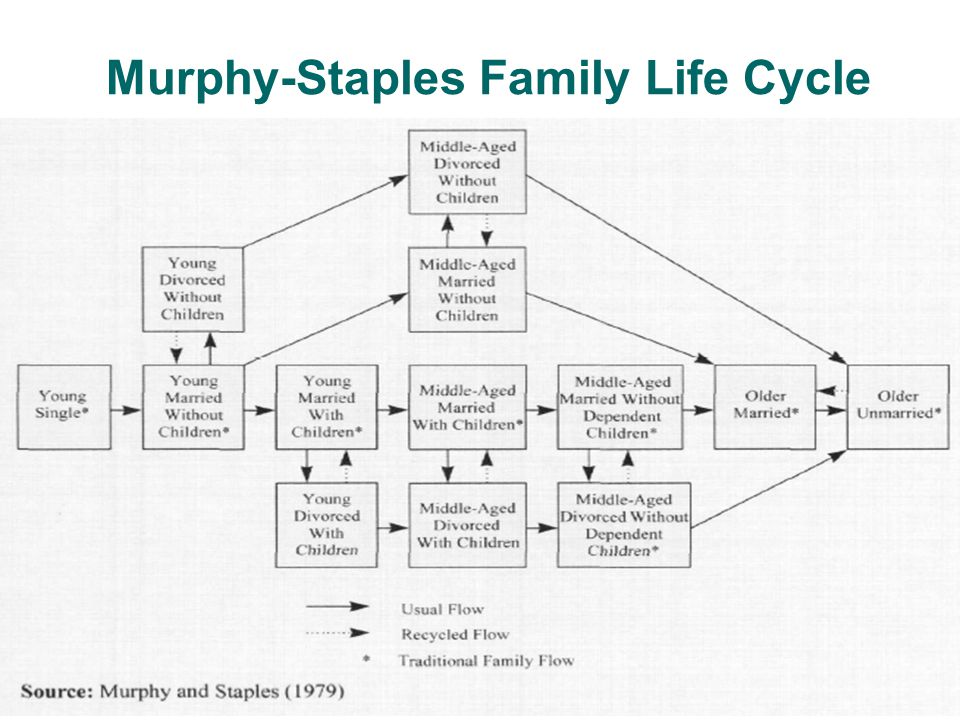 Murphy-Staples Family Life Cycle
Middle-Aged
Divorced
Without
Children
Young
Divorced
Without
Children
Middle-Aged
Married
Without
Children
Young
Single*
Young
Married
Without
Children*
Young
Married
With
Children*
Middle-Aged
Married
With Children*
Middle-Aged
Married Without
Dependent
Children*
Older
Married*
Older
Unmarried*
Young
Divorced
With
Children
Middle-Aged
Divorced
With Children
Middle-Aged
Divorced Without
Dependent
Children*
Usual Flow
Recycled Flow
* Traditional Family Flow
Source: Murphy and Staples (1979)